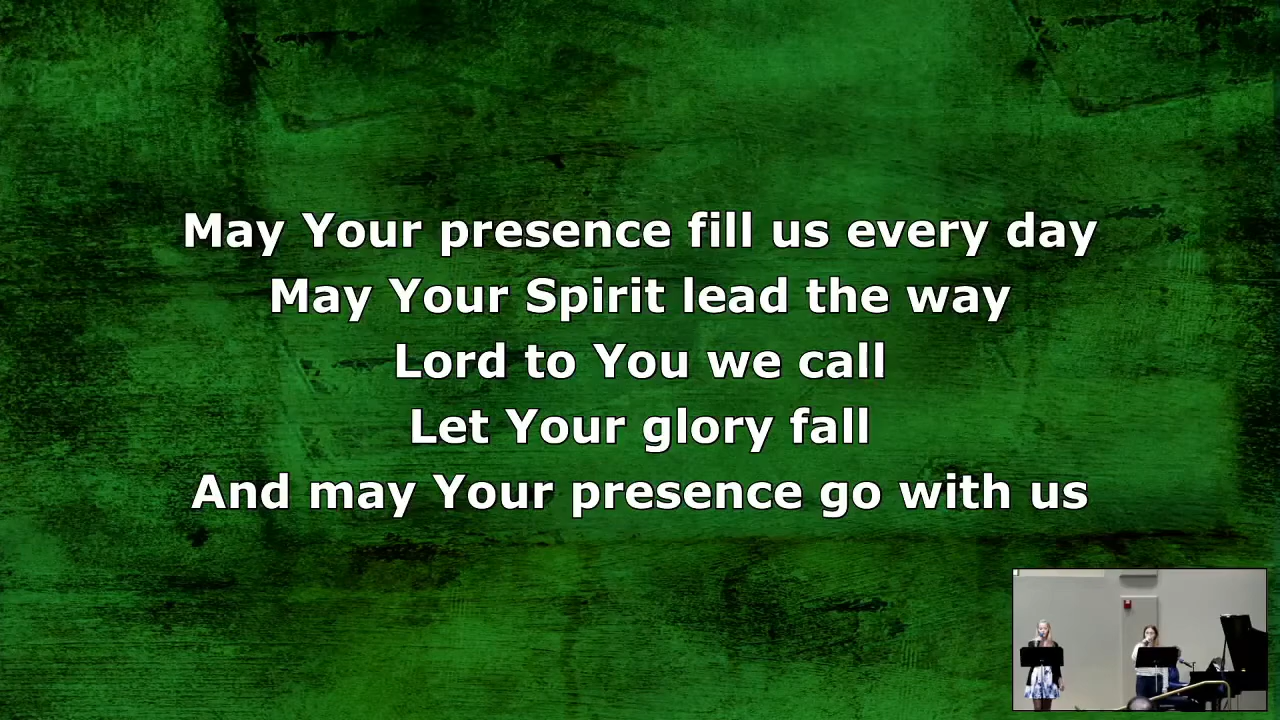 May Your presence fill us every day
May Your Spirit lead the way
Lord to You we call
Let Your glory fall
And may Your presence go with us